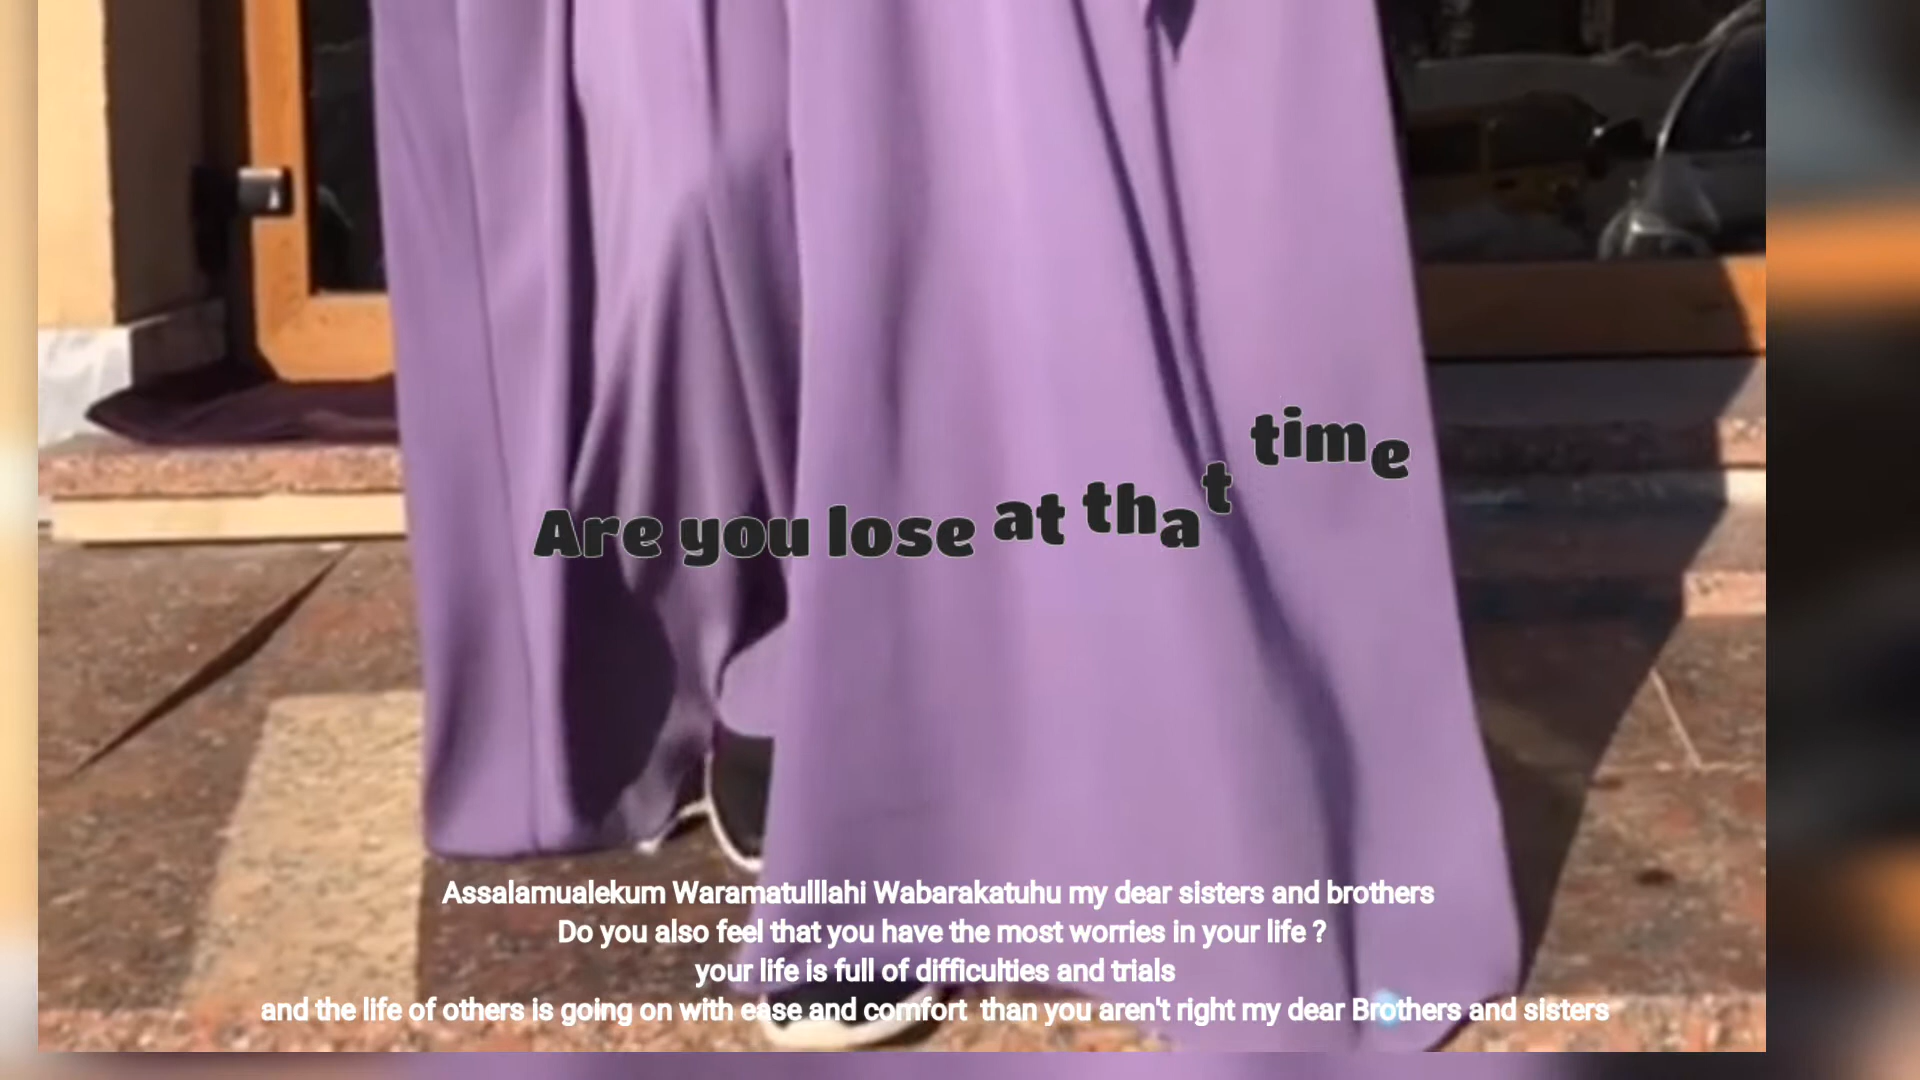 Are you lose at that time
Assalamualekum Waramatulllahi Wabarakatuhu my dear sisters and brothers
Do you also feel that you have the most worries in your life ?
your life is full of difficulties and trials
and the life of others is going on with ease and comfort  than you aren't right my dear Brothers and sisters